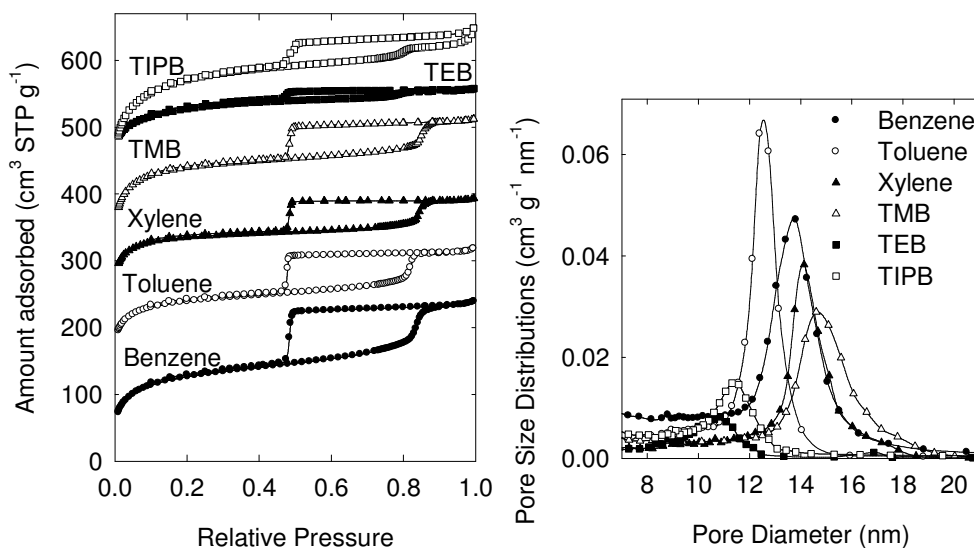 Amount adsorbed (cm³ STP g⁻¹)
600
500
400
300
200
100
0
TIPB
TEB
TMB
Xylene
Toluene
Benzene
0.0 0.2 0.4 0.6 0.8 1.0
Relative Pressure
Pore Size Distributions (cm³ g⁻¹ nm⁻¹)
0.06
0.04
0.02
0.00
Benzene
Toluene
Xylene
TMB
TEB
TIPB
8 10 12 14 16 18 20
Pore Diameter (nm)